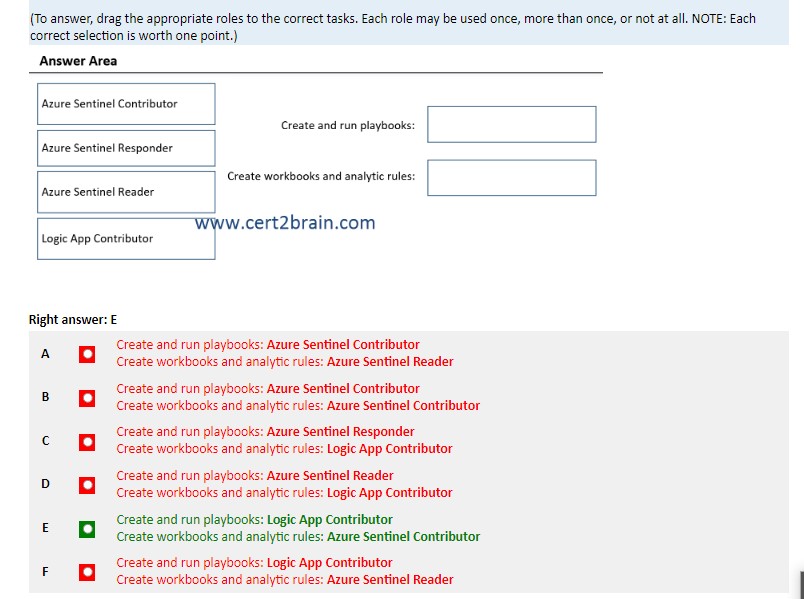 (To answer, drag the appropriate roles to the correct tasks. Each role may be used once, more than once, or not at all. NOTE: Each
correct selection is worth one point.)
Answer Area
Azure Sentinel Contributor
Create and run playbooks:
Azure Sentinel Responder
Create workbooks and analytic rules:
Azure Sentinel Reader
www.cert2brain.com
Logic App Contributor
Right answer: E
A
Create and run playbooks: Azure Sentinel Contributor
Create workbooks and analytic rules: Azure Sentinel Reader
B
Create and run playbooks: Azure Sentinel Contributor
Create workbooks and analytic rules: Azure Sentinel Contributor
C
Create and run playbooks: Azure Sentinel Responder
Create workbooks and analytic rules: Logic App Contributor
D
Create and run playbooks: Azure Sentinel Reader
Create workbooks and analytic rules: Logic App Contributor
E
Create and run playbooks: Logic App Contributor
Create workbooks and analytic rules: Azure Sentinel Contributor
F
Create and run playbooks: Logic App Contributor
Create workbooks and analytic rules: Azure Sentinel Reader